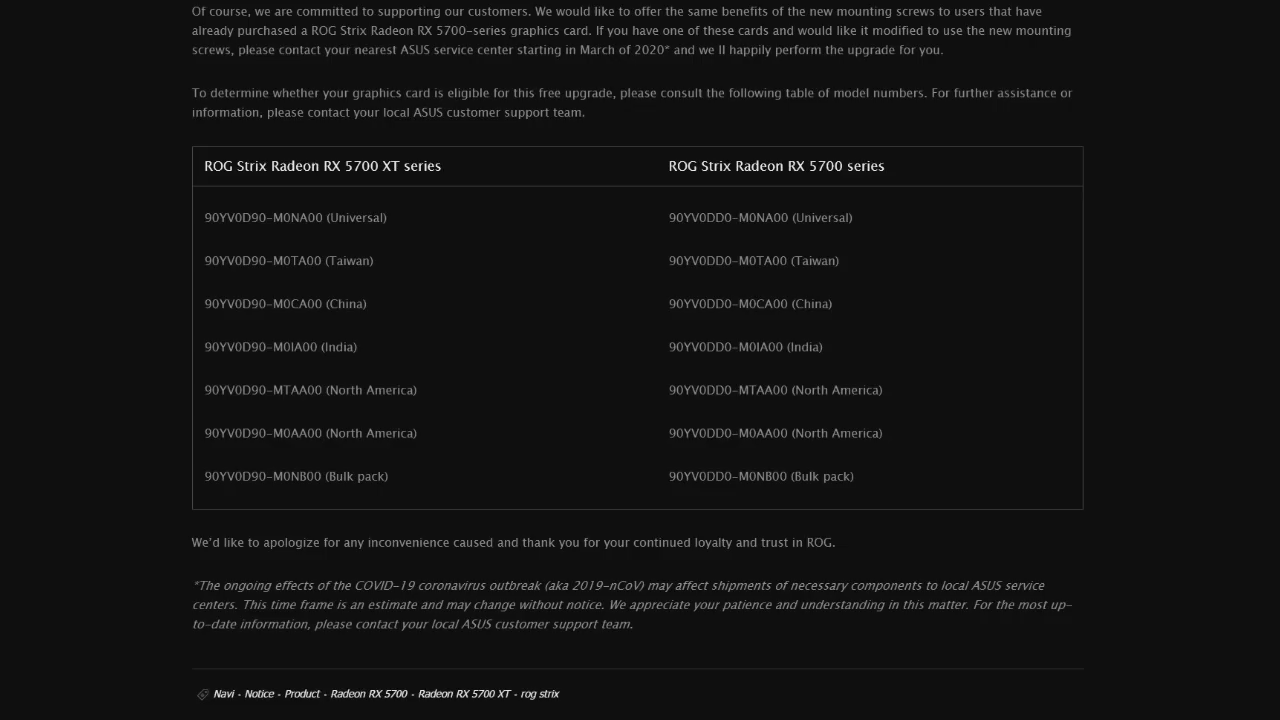 Of course, we are committed to supporting our customers. We would like to offer the same benefits of the new mounting screws to users that have
already purchased a ROG Strix Radeon RX 5700-series graphics card. If you have one of these cards and would like it modified to use the new mounting
screws, please contact your nearest ASUS service center starting in March of 2020* and we ll happily perform the upgrade for you.
To determine whether your graphics card is eligible for this free upgrade, please consult the following table of model numbers. For further assistance or
information, please contact your local ASUS customer support team.
ROG Strix Radeon RX 5700 XT series ROG Strix Radeon RX 5700 series
90YV0D90-M0NA00 (Universal) 90YV0DD0-M0NA00 (Universal)
90YV0D90-M0TA00 (Taiwan) 90YV0DD0-M0TA00 (Taiwan)
90YV0D90-M0CA00 (China) 90YV0DD0-M0CA00 (China)
90YV0D90-M0IA00 (India) 90YV0DD0-M0IA00 (India)
90YV0D90-MTAA00 (North America) 90YV0DD0-MTAA00 (North America)
90YV0D90-M0AA00 (North America) 90YV0DD0-M0AA00 (North America)
90YV0D90-M0NB00 (Bulk pack) 90YV0DD0-M0NB00 (Bulk pack)
We'd like to apologize for any inconvenience caused and thank you for your continued loyalty and trust in ROG.
*The ongoing effects of the COVID-19 coronavirus outbreak (aka 2019-nCoV) may affect shipments of necessary components to local ASUS service
centers. This time frame is an estimate and may change without notice. We appreciate your patience and understanding in this matter. For the most up-
to-date information, please contact your local ASUS customer support team.
Navi - Notice - Product - Radeon RX 5700 - Radeon RX 5700 XT - rog strix